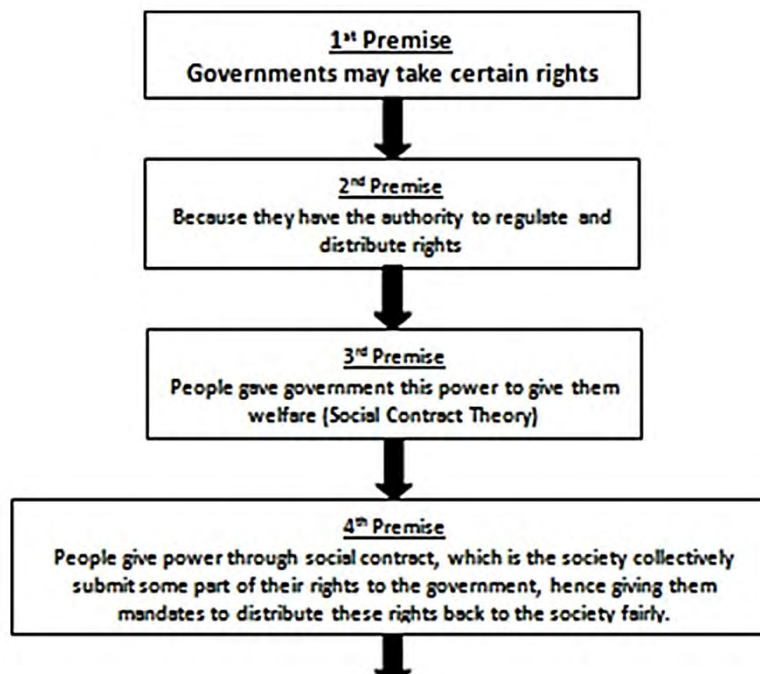 1st Premise
Governments may take certain rights
2nd Premise
Because they have the authority to regulate and
distribute rights
3rd Premise
People gave government this power to give them
welfare (Social Contract Theory)
4th Premise
People give power through social contract, which is the society collectively
submit some part of their rights to the government, hence giving them
mandates to distribute these rights back to the society fairly.